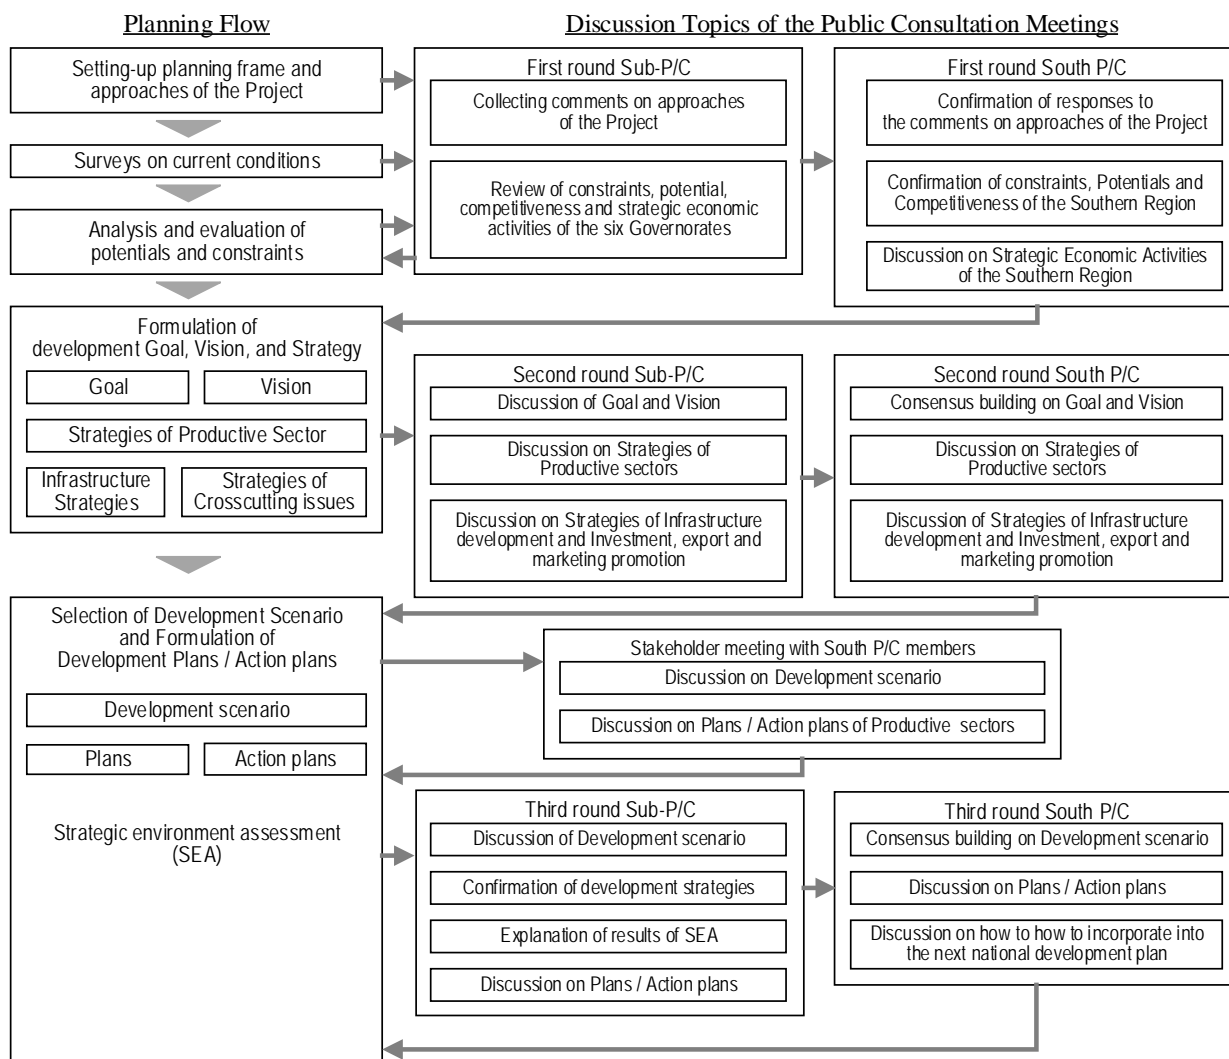 Planning Flow
Discussion Topics of the Public Consultation Meetings
Setting-up planning frame and
approaches of the Project
Surveys on current conditions
Analysis and evaluation of
potentials and constraints
First round Sub-P/C
Collecting comments on approaches
of the Project
Review of constraints, potential,
competitiveness and strategic economic
activities of the six Governorates
First round South P/C
Confirmation of responses to
the comments on approaches of the Project
Confirmation of constraints, Potentials and
Competitiveness of the Southern Region
Discussion on Strategic Economic Activities
of the Southern Region
Formulation of
development Goal, Vision, and Strategy
Goal
Vision
Strategies of Productive Sector
Infrastructure
Strategies
Strategies of
Crosscutting issues
Second round Sub-P/C
Discussion of Goal and Vision
Discussion on Strategies of
Productive sectors
Discussion on Strategies of Infrastructure
development and Investment, export and
marketing promotion
Second round South P/C
Consensus building on Goal and Vision
Discussion on Strategies of
Productive sectors
Discussion of Strategies of Infrastructure
development and Investment, export and
marketing promotion
Selection of Development Scenario
and Formulation of
Development Plans / Action plans
Development scenario
Plans
Action plans
Strategic environment assessment
(SEA)
Stakeholder meeting with South P/C members
Discussion on Development scenario
Discussion on Plans / Action plans of Productive sectors
Third round Sub-P/C
Discussion of Development scenario
Confirmation of development strategies
Explanation of results of SEA
Discussion on Plans / Action plans
Third round South P/C
Consensus building on Development scenario
Discussion on Plans / Action plans
Discussion on how to how to incorporate into
the next national development plan